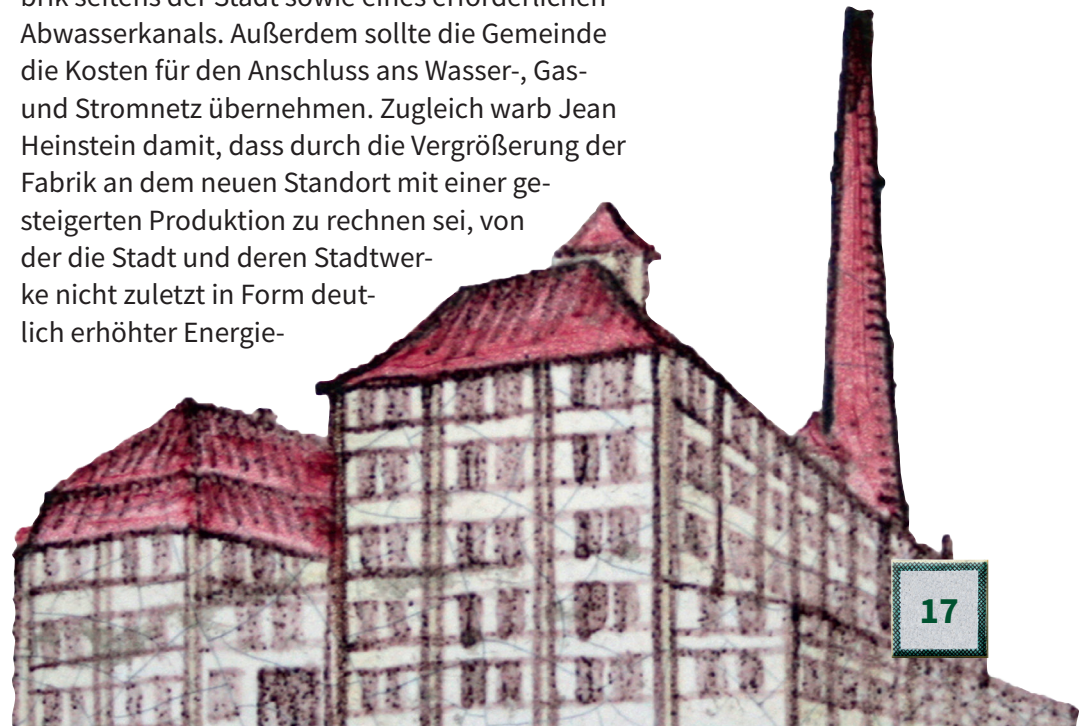 brik seitens der Stadt sowie eines erforderlichen
Abwasserkanals. Außerdem sollte die Gemeinde
die Kosten für den Anschluss ans Wasser-, Gas-
und Stromnetz übernehmen. Zugleich warb Jean
Heinstein damit, dass durch die Vergrößerung der
Fabrik an dem neuen Standort mit einer ge-
steigerten Produktion zu rechnen sei, von
der die Stadt und deren Stadtwer-
ke nicht zuletzt in Form deut-
lich erhöhter Energie-
17